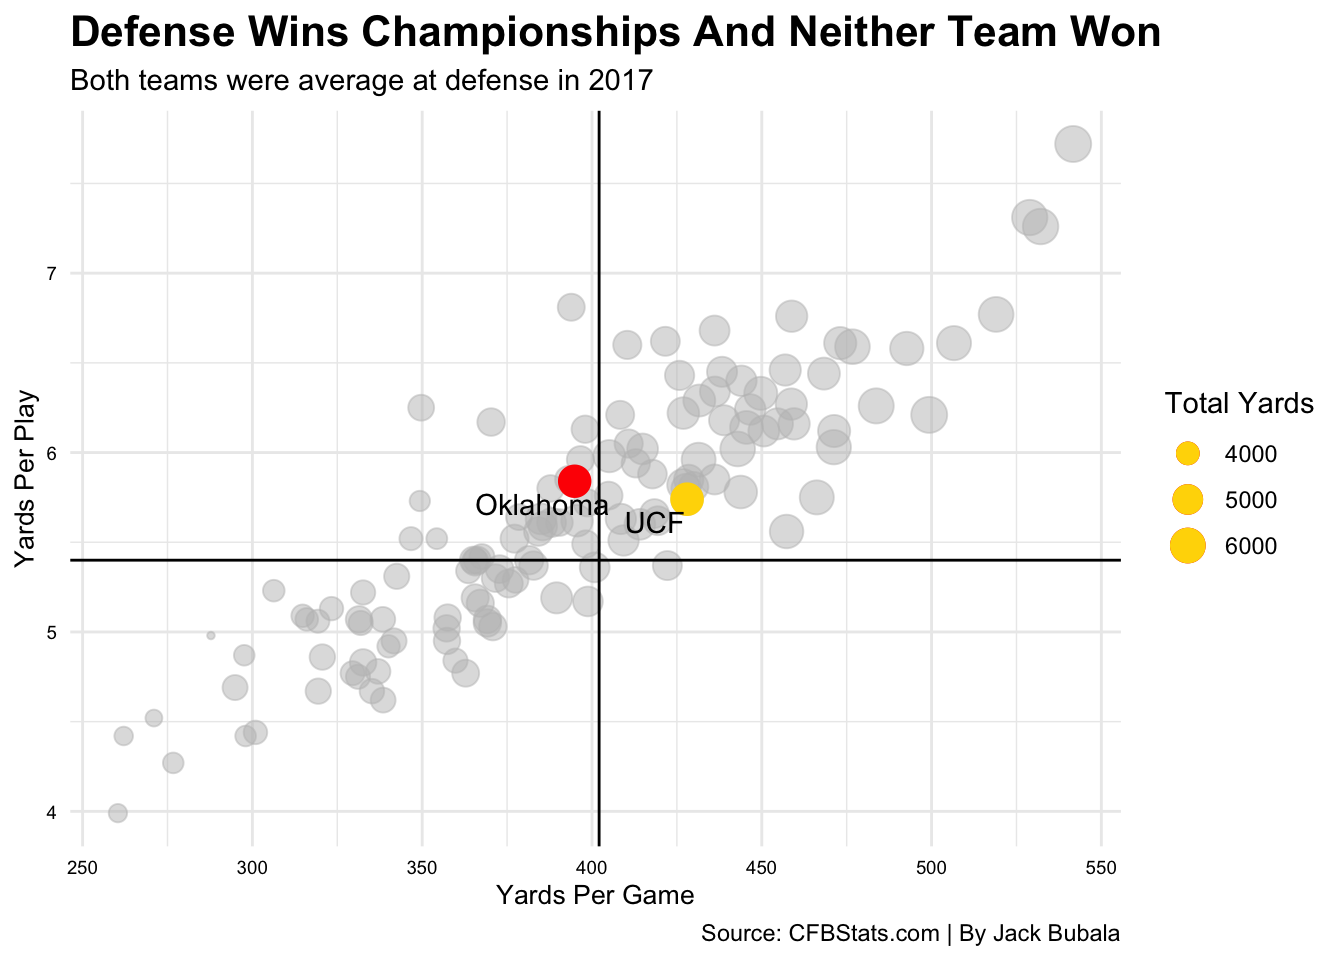 Defense Wins Championships And Neither Team Won
Both teams were average at defense in 2017
Yards Per Play
7
6
5
4
Oklahoma
UCF
250 300 350 400 450 500 550
Yards Per Game
Total Yards
4000
5000
6000
Source: CFBStats.com | By Jack Bubala